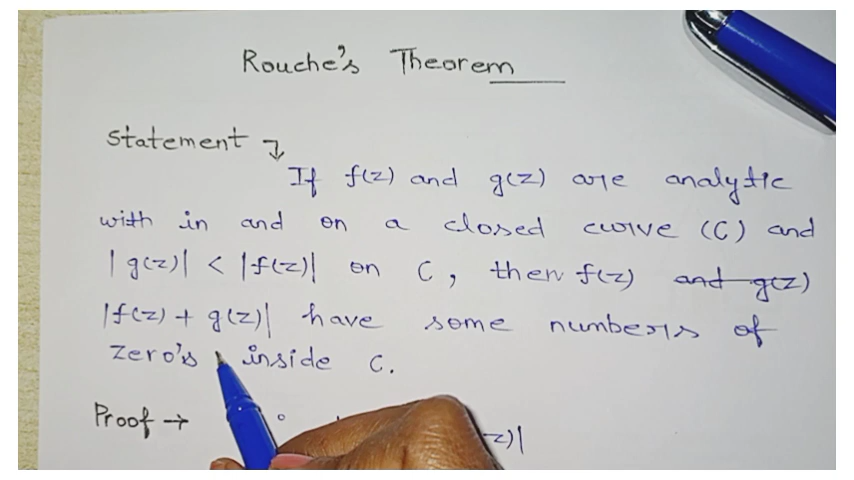 Rouche's Theorem
Statement ↴
If f(z) and g(z) are analytic
with in and on a closed curve (C) and
|g(z)| < |f(z)| on C, then f(z) and g(z)
|f(z) + g(z)| have some numbers of
zero's inside C.
Proof →
z)|